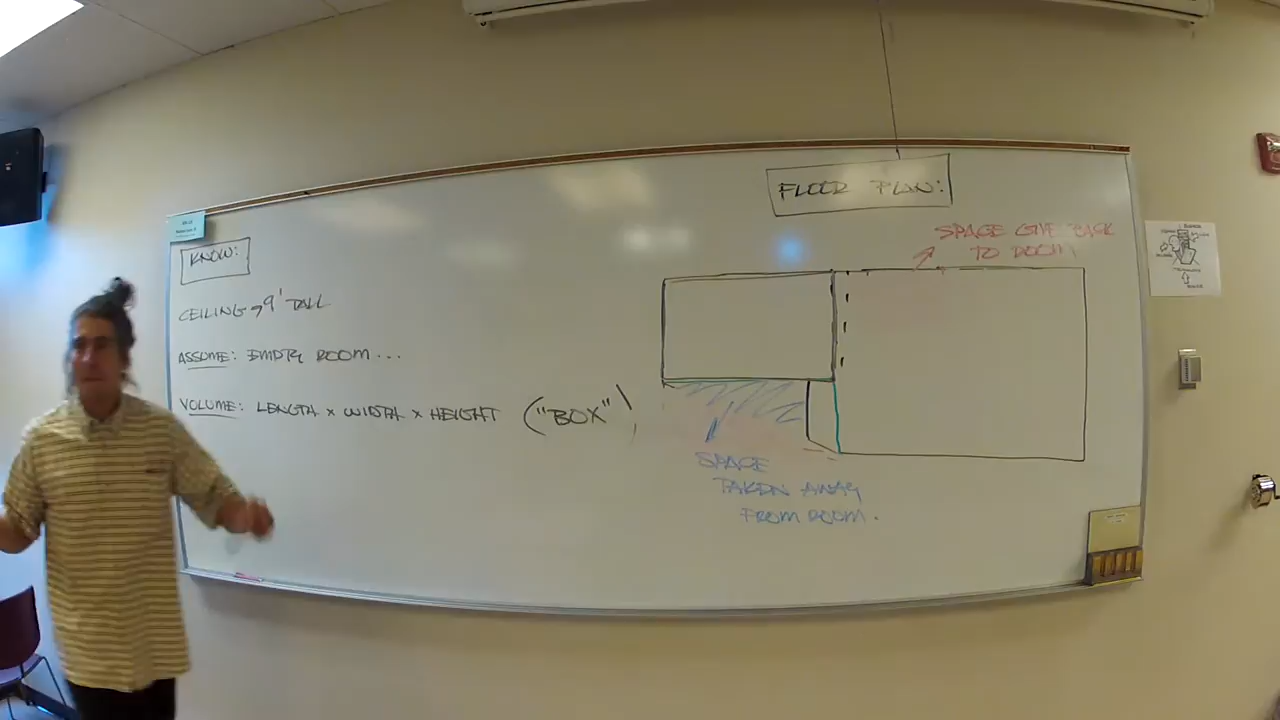 KNOW:
CEILING → 9' TALL
ASSUME: EMPTY ROOM...
VOLUME: LENGTH × WIDTH × HEIGHT ("BOX")
FLOOR PLAN:
SPACE GIVE BACK
TO ROOM
SPACE
TAKEN AWAY
FROM ROOM.